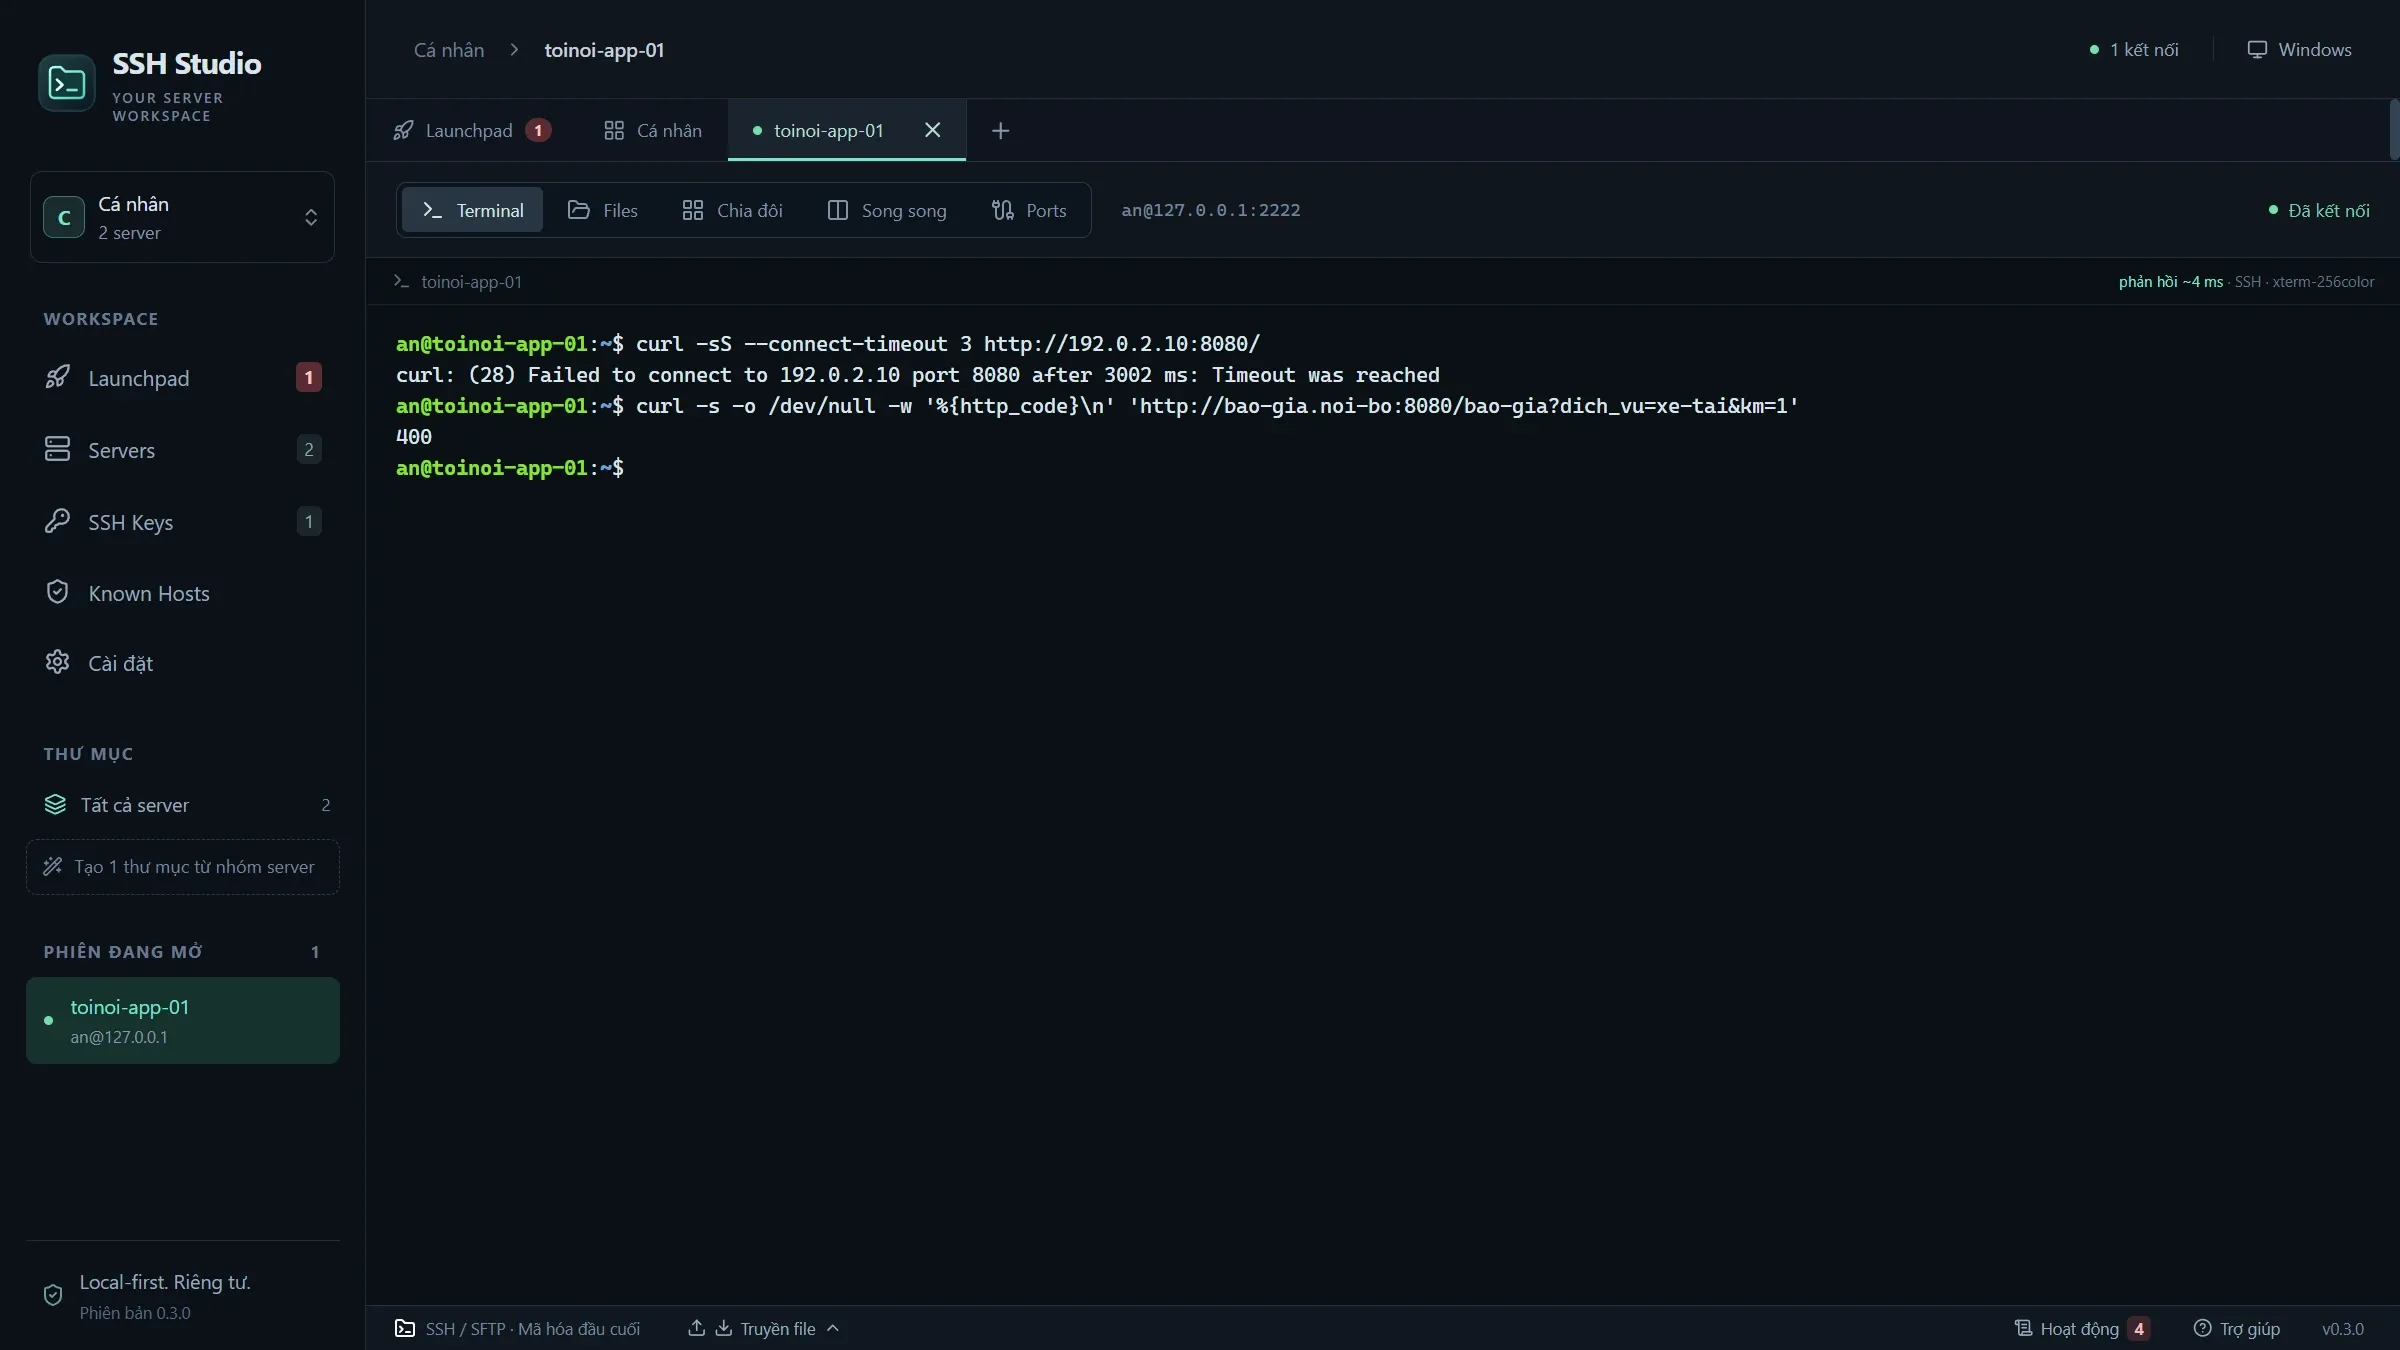 SSH Studio
YOUR SERVER
WORKSPACE
C
Cá nhân
2 server
WORKSPACE
Launchpad 1
Servers 2
SSH Keys 1
Known Hosts
Cài đặt
THƯ MỤC
Tất cả server 2
Tạo 1 thư mục từ nhóm server
PHIÊN ĐANG MỞ 1
toinoi-app-01
an@127.0.0.1
Local-first. Riêng tư.
Phiên bản 0.3.0
Cá nhân > toinoi-app-01
1 kết nối
Windows
Launchpad 1
Cá nhân
toinoi-app-01
Terminal
Files
Chia đôi
Song song
Ports
an@127.0.0.1:2222
Đã kết nối
toinoi-app-01
phản hồi ~4 ms · SSH · xterm-256color
an@toinoi-app-01:~$ curl -sS --connect-timeout 3 http://192.0.2.10:8080/
curl: (28) Failed to connect to 192.0.2.10 port 8080 after 3002 ms: Timeout was reached
an@toinoi-app-01:~$ curl -s -o /dev/null -w '%{http_code}\n' 'http://bao-gia.noi-bo:8080/bao-gia?dich_vu=xe-tai&km=1'
400
an@toinoi-app-01:~$
SSH / SFTP · Mã hóa đầu cuối
Truyền file
Hoạt động 4
Trợ giúp
v0.3.0